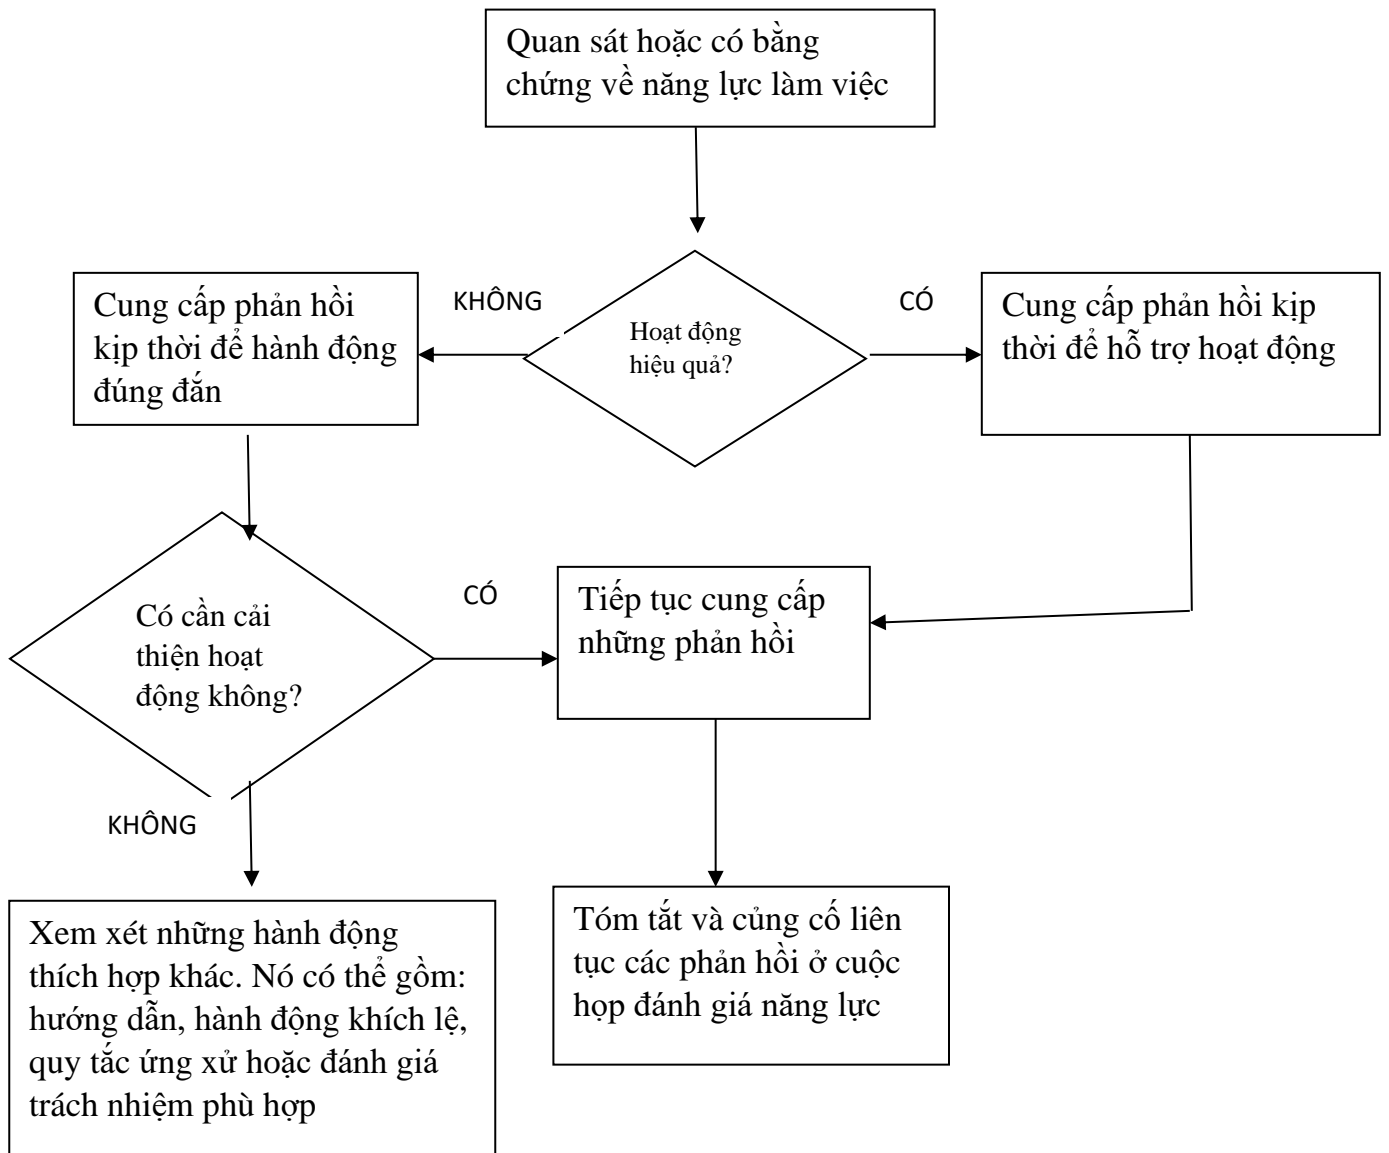 Quan sát hoặc có bằng
chứng về năng lực làm việc
KHÔNG
CÓ
Cung cấp phản hồi
kịp thời để hành động
đúng đắn
Hoạt động
hiệu quả?
Cung cấp phản hồi kịp
thời để hỗ trợ hoạt động
Có cần cải
thiện hoạt
động không?
CÓ
Tiếp tục cung cấp
những phản hồi
KHÔNG
Xem xét những hành động
thích hợp khác. Nó có thể gồm:
hướng dẫn, hành động khích lệ,
quy tắc ứng xử hoặc đánh giá
trách nhiệm phù hợp
Tóm tắt và củng cố liên
tục các phản hồi ở cuộc
họp đánh giá năng lực